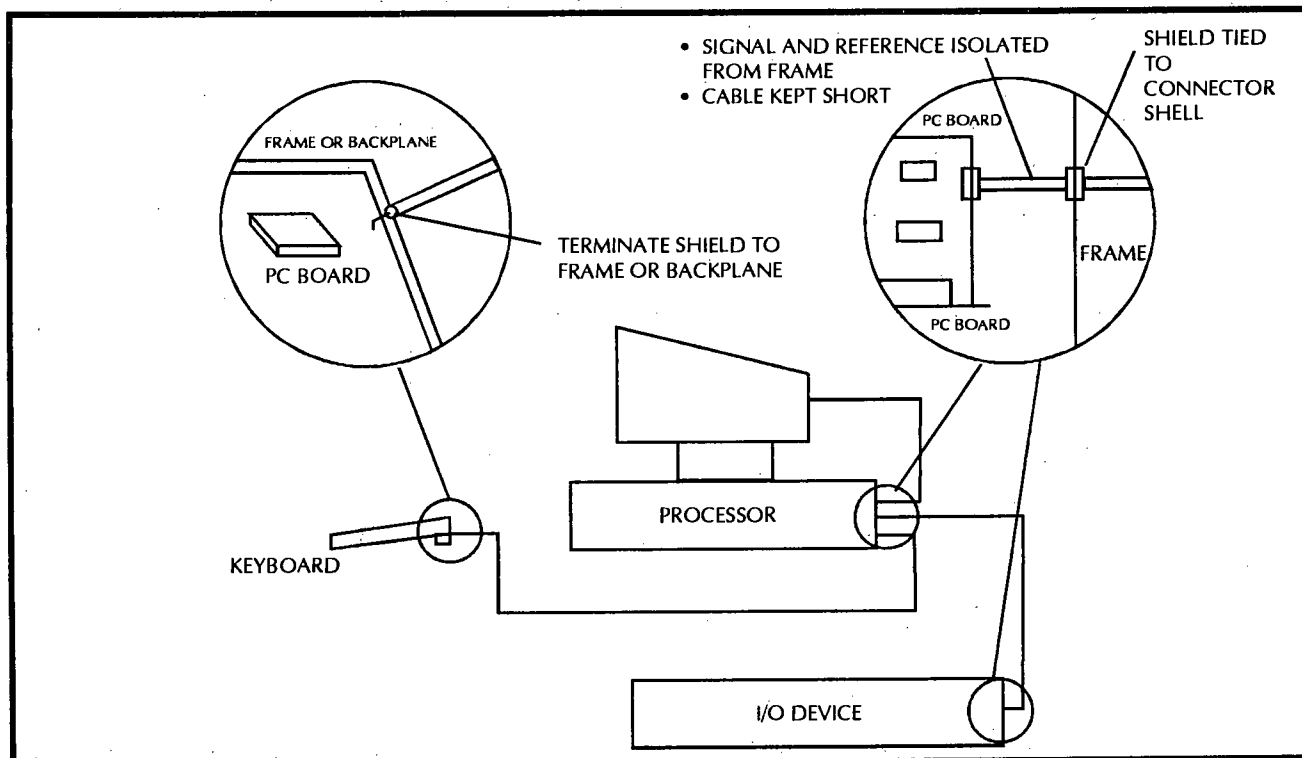 • SIGNAL AND REFERENCE ISOLATED
FROM FRAME
• CABLE KEPT SHORT
SHIELD TIED
TO
CONNECTOR
SHELL
FRAME OR BACKPLANE
PC BOARD
TERMINATE SHIELD TO
FRAME OR BACKPLANE
PC BOARD
FRAME
PC BOARD
PROCESSOR
KEYBOARD
I/O DEVICE